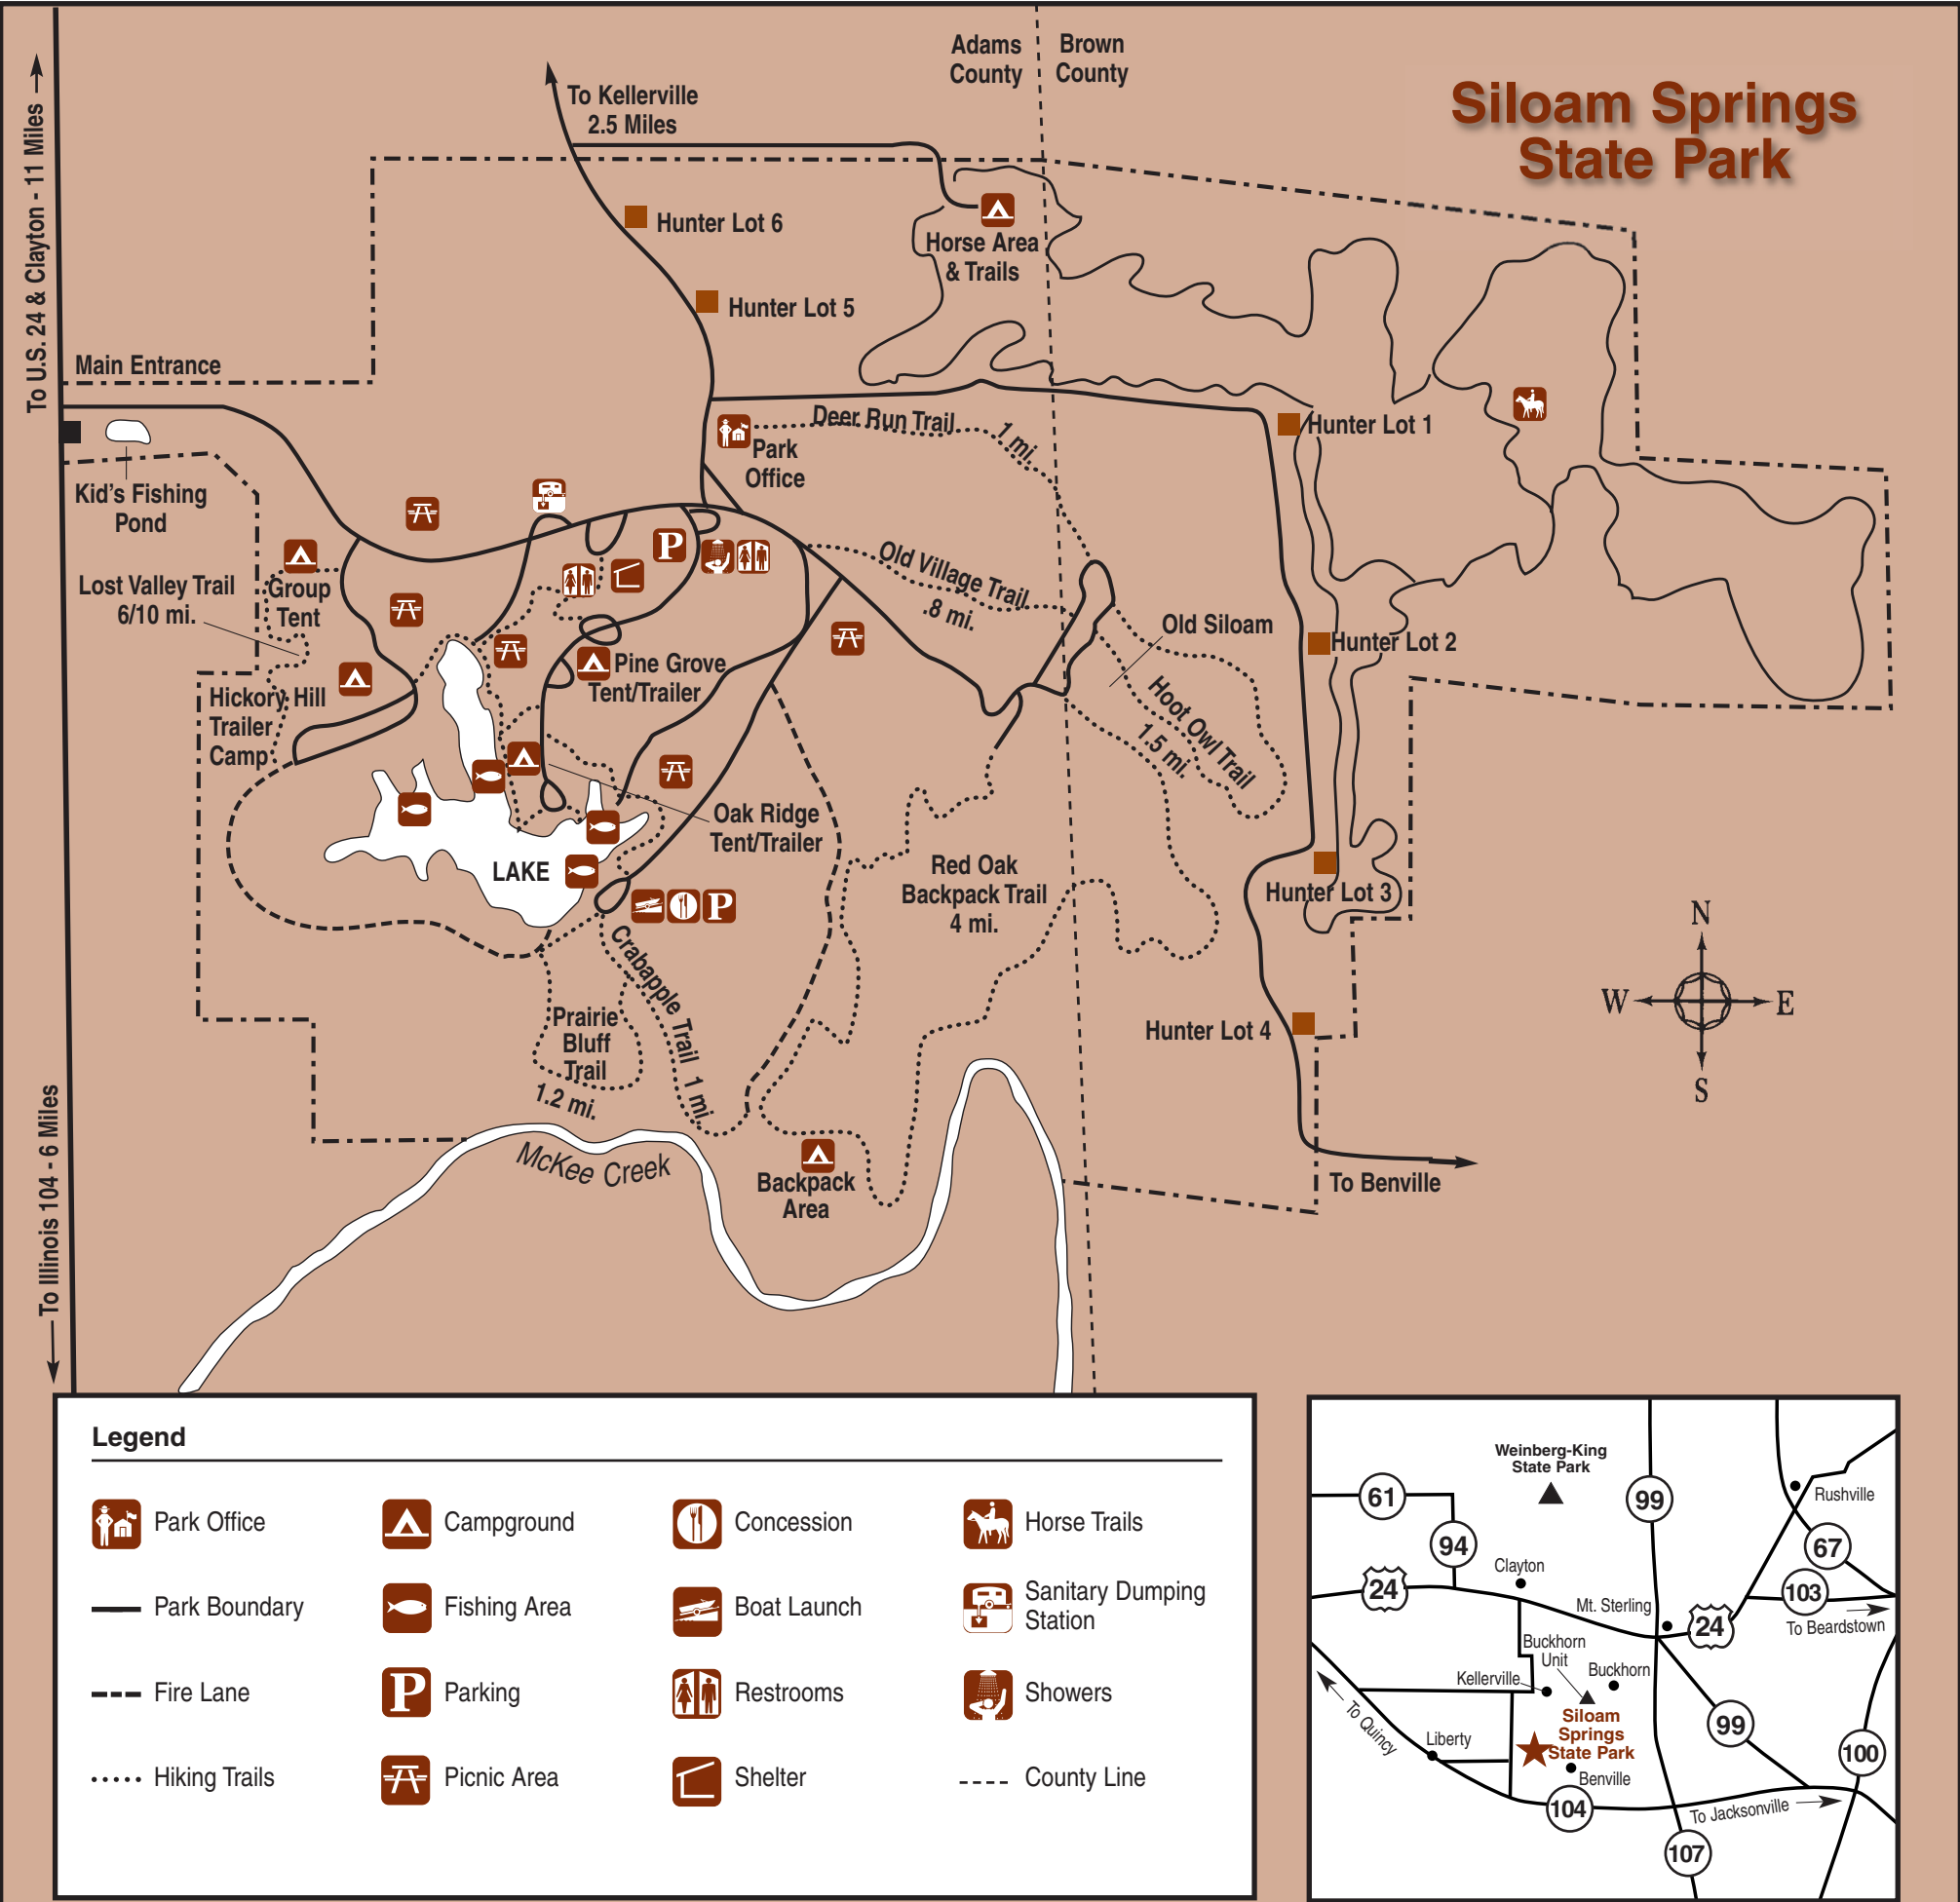 Adams
County
Brown
County
Siloam Springs
State Park
To U.S. 24 & Clayton - 11 Miles
To Kellerville
2.5 Miles
Hunter Lot 6
Horse Area
& Trails
Hunter Lot 5
Main Entrance
Deer Run Trail
1 mi.
Hunter Lot 1
Park
Office
Kid's Fishing
Pond
P
Old Village Trail
.8 mi.
Lost Valley Trail
6/10 mi.
Group
Tent
Old Siloam
Hunter Lot 2
Pine Grove
Tent/Trailer
Hickory Hill
Trailer
Camp
Hoot Owl Trail
1.5 mi.
Oak Ridge
Tent/Trailer
LAKE
Red Oak
Backpack Trail
4 mi.
Hunter Lot 3
P
N
W
E
S
Crabapple Trail 1 mi.
Prairie
Bluff
Trail
1.2 mi.
Hunter Lot 4
To Illinois 104 - 6 Miles
McKee Creek
Backpack
Area
To Benville
Legend
Park Office
Campground
Concession
Horse Trails
Park Boundary
Fishing Area
Boat Launch
Sanitary Dumping
Station
Fire Lane
P
Parking
Restrooms
Showers
Hiking Trails
Picnic Area
Shelter
County Line
Weinberg-King
State Park
61
99
Rushville
94
67
Clayton
24
103
Mt. Sterling
24
To Beardstown
Buckhorn
Unit
Buckhorn
Kellerville
To Quincy
Siloam
Springs
State Park
Liberty
99
100
Benville
104
To Jacksonville
107